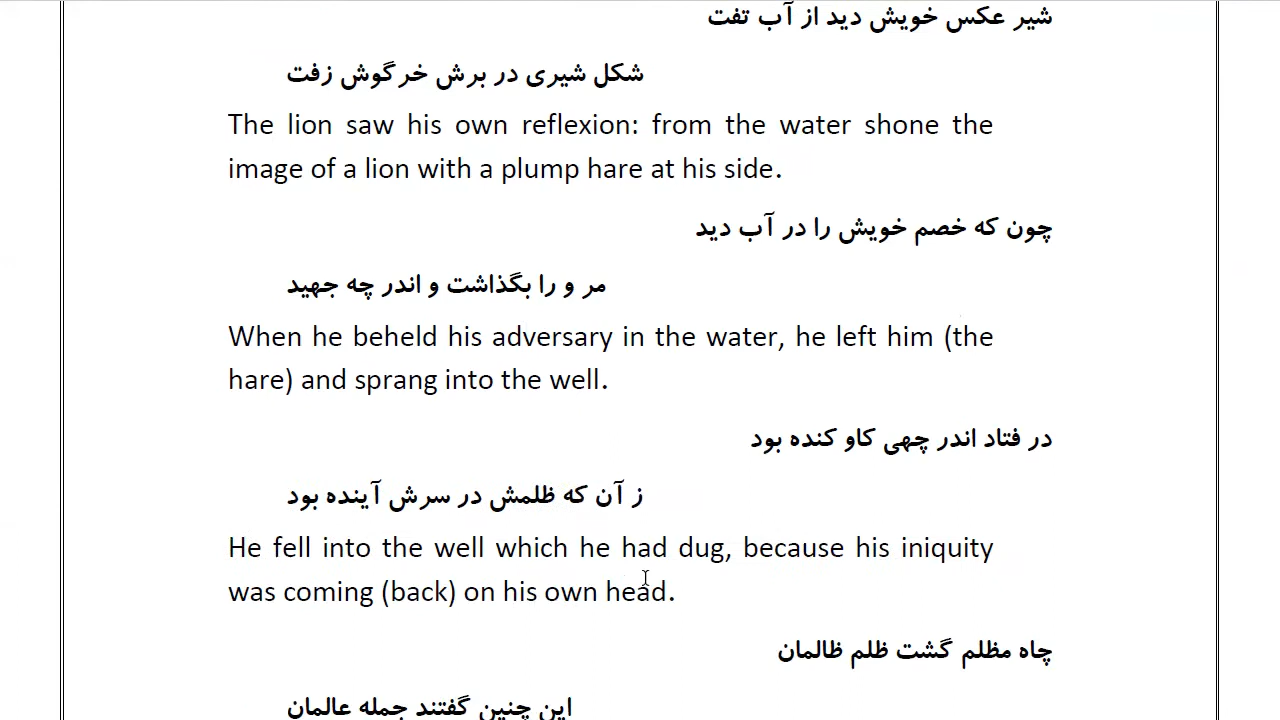 شیر عکس خویش دید از آب تفت
شکل شیری در برش خرگوش زفت
The lion saw his own reflexion: from the water shone the
image of a lion with a plump hare at his side.
چون که خصم خویش را در آب دید
مر و را بگذاشت و اندر چه جهید
When he beheld his adversary in the water, he left him (the
hare) and sprang into the well.
در فتاد اندر چهی کاو کنده بود
ز آن که ظلمش در سرش آینده بود
He fell into the well which he had dug, because his iniquity
was coming (back) on his own head.
چاه مظلم گشت ظلم ظالمان
این چنین گفتند جمله عالمان